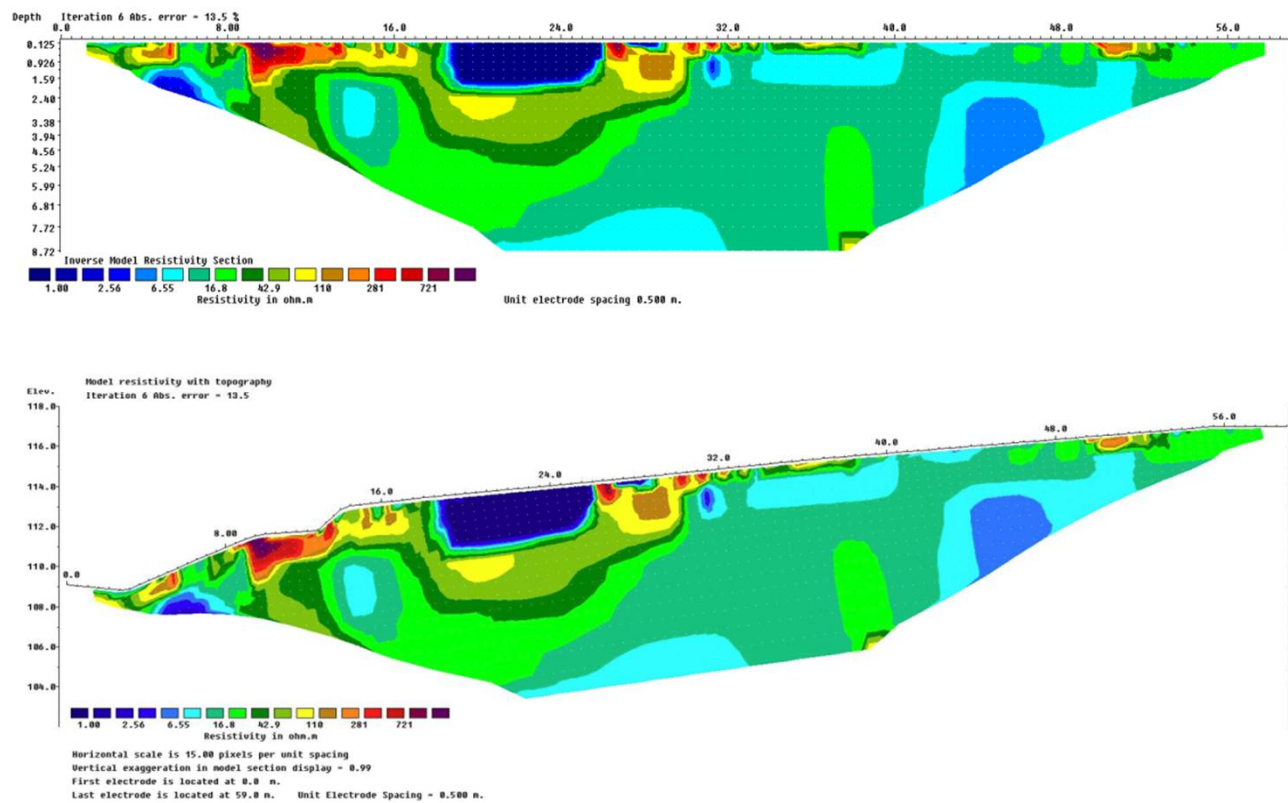 Depth Iteration 6 Abs. error = 13.5 %
0.0 8.00 16.0 24.0 32.0 40.0 48.0 56.0
0.125
0.926
1.59
2.40
3.38
3.94
4.56
5.24
5.99
6.81
7.72
8.72
Inverse Model Resistivity Section
1.00 2.56 6.55 16.8 42.9 110 281 721
Resistivity in ohm.m Unit electrode spacing 0.500 m.
Model resistivity with topography
Elev. Iteration 6 Abs. error = 13.5
118.0
56.0
48.0
116.0
40.0
32.0
24.0
114.0
16.0
112.0
8.00
110.0
0.0
108.0
106.0
104.0
1.00 2.56 6.55 16.8 42.9 110 281 721
Resistivity in ohm.m
Horizontal scale is 15.00 pixels per unit spacing
Vertical exaggeration in model section display = 0.99
First electrode is located at 0.0 m.
Last electrode is located at 59.0 m. Unit Electrode Spacing = 0.500 m.